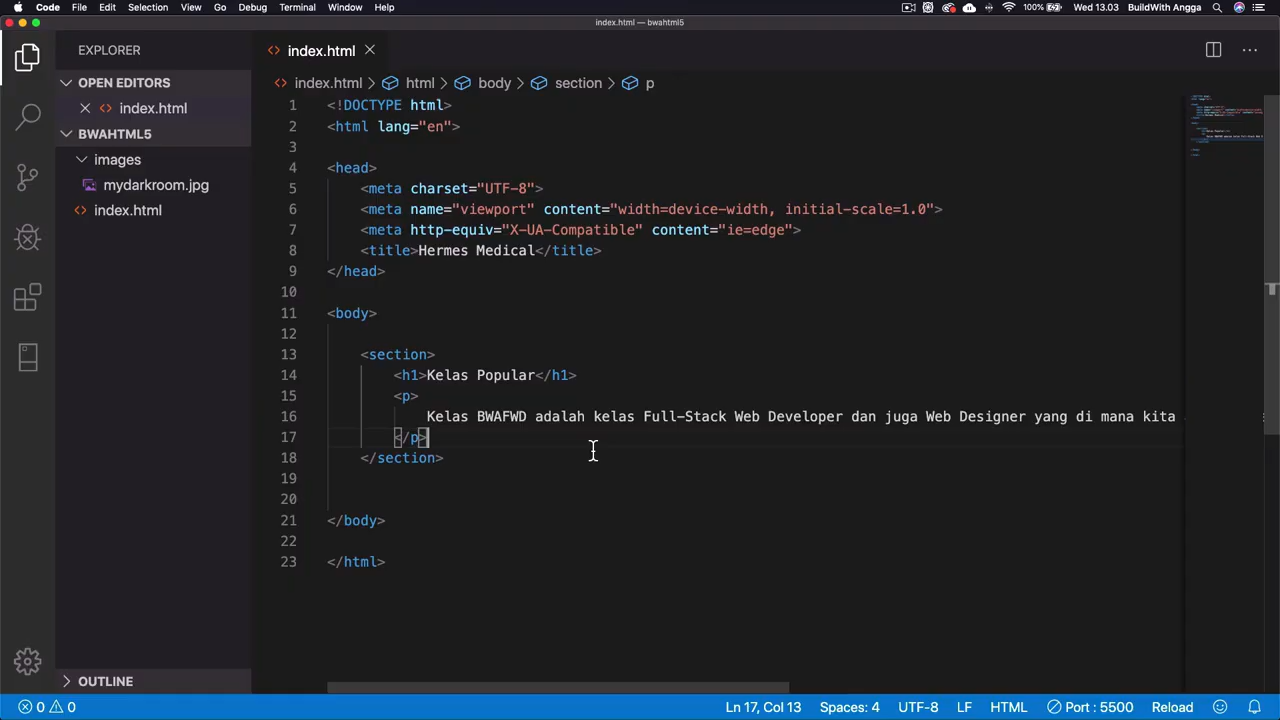 Code File Edit Selection View Go Debug Terminal Window Help 100% Wed 13.03 BuildWith Angga
index.html — bwahtml5
EXPLORER
OPEN EDITORS
index.html
BWAHTML5
images
mydarkroom.jpg
index.html
OUTLINE
index.html
index.html > html > body > section > p
1 <!DOCTYPE html>
2 <html lang="en">
3
4 <head>
5 <meta charset="UTF-8">
6 <meta name="viewport" content="width=device-width, initial-scale=1.0">
7 <meta http-equiv="X-UA-Compatible" content="ie=edge">
8 <title>Hermes Medical</title>
9 </head>
10
11 <body>
12
13 <section>
14 <h1>Kelas Popular</h1>
15 <p>
16 Kelas BWAFWD adalah kelas Full-Stack Web Developer dan juga Web Designer yang di mana kita
17 </p>
18 </section>
19
20
21 </body>
22
23 </html>
0 0 Ln 17, Col 13 Spaces: 4 UTF-8 LF HTML Port : 5500 Reload